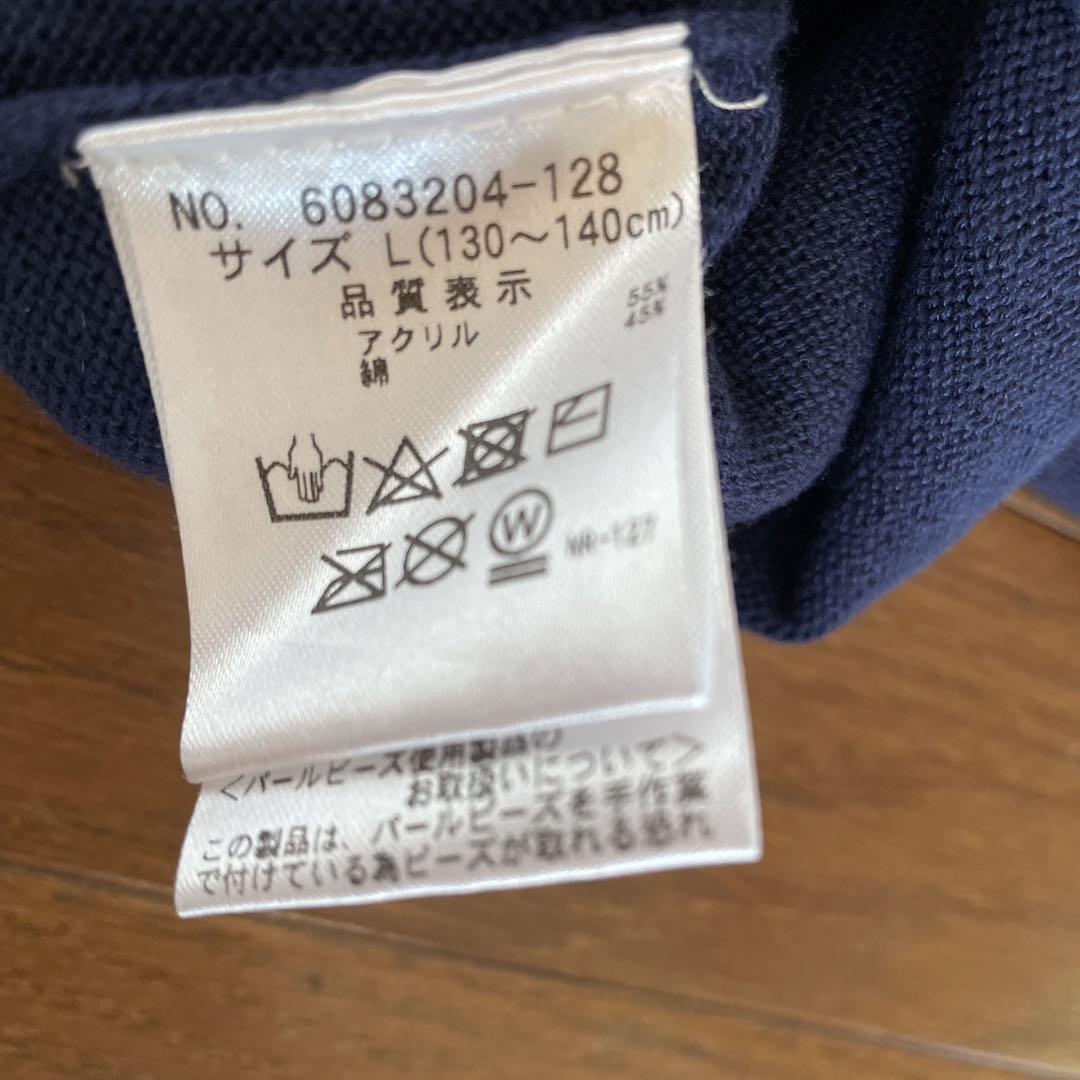 NO. 6083204-128
サイズ L(130～140cm)
品質表示
アクリル 55%
綿 45%
W NR-127
<パールビーズ使用製品の
お取扱いについて>
この製品は、パールビーズを手作業
で付けている為ビーズが取れる恐れ